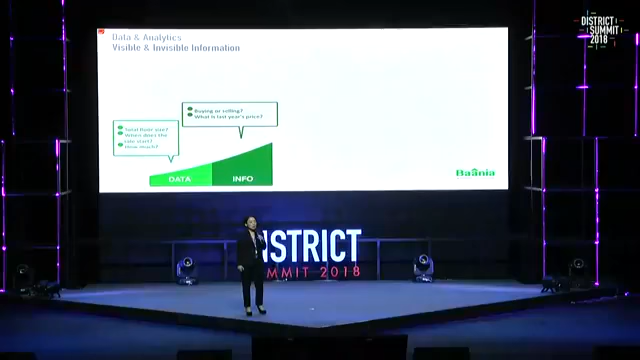 Data & Analytics
Visible & Invisible Information
Buying or selling?
What is last year's price?
Total floor size?
When does the
sale start?
How much?
DATA
INFO
Baania
DISTRICT
SUMMIT
2018
ISTRICT
MMIT 2018